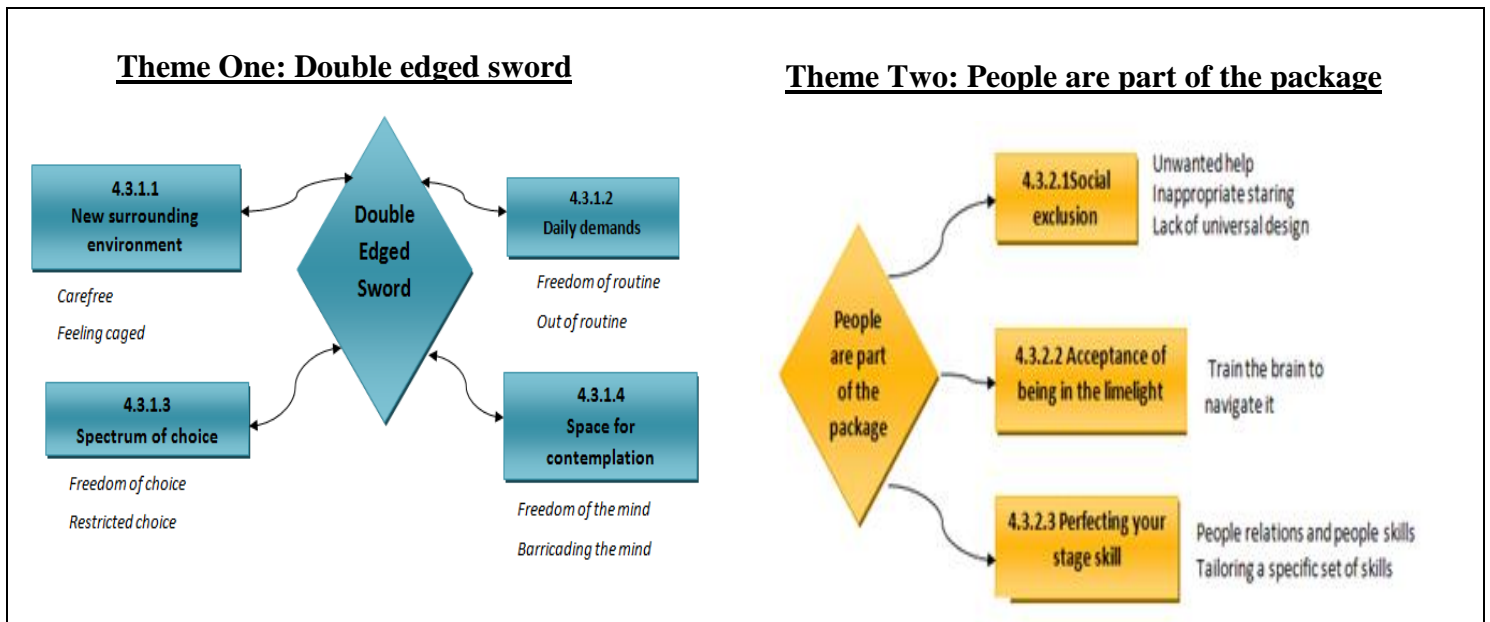 Theme One: Double edged sword
4.3.1.1
New surrounding
environment
Carefree
Feeling caged
Double
Edged
Sword
4.3.1.2
Daily demands
Freedom of routine
Out of routine
4.3.1.3
Spectrum of choice
Freedom of choice
Restricted choice
4.3.1.4
Space for
contemplation
Freedom of the mind
Barricading the mind
Theme Two: People are part of the package
People
are part
of the
package
4.3.2.1Social
exclusion
Unwanted help
Inappropriate staring
Lack of universal design
4.3.2.2 Acceptance of
being in the limelight
Train the brain to
navigate it
4.3.2.3 Perfecting your
stage skill
People relations and people skills
Tailoring a specific set of skills